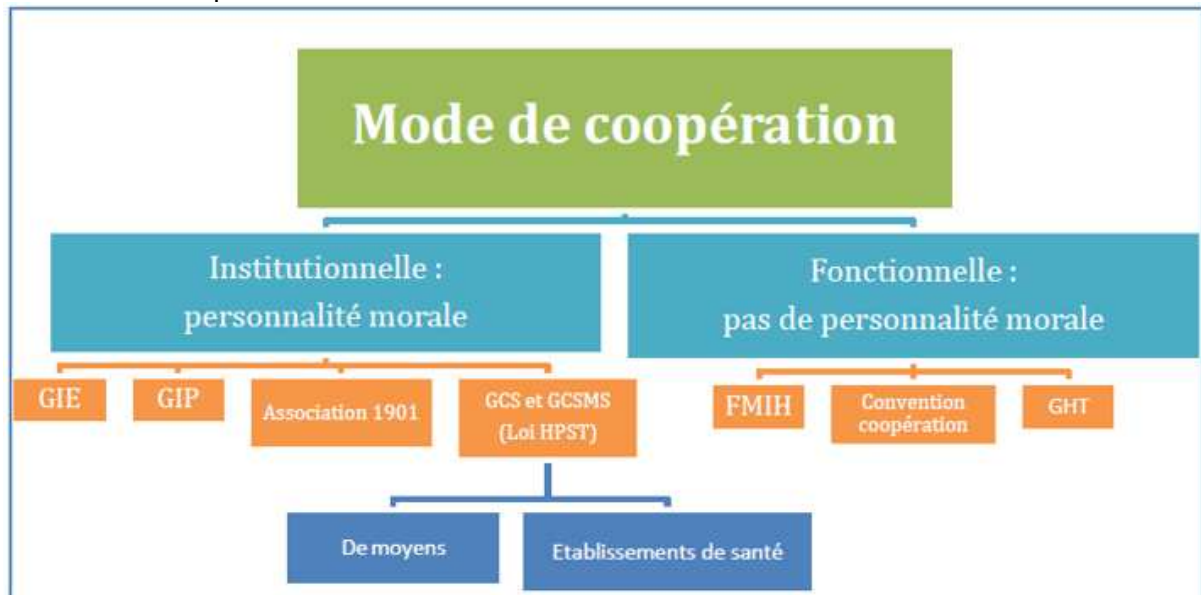 Mode de coopération
Institutionnelle :
personnalité morale
Fonctionnelle :
pas de personnalité morale
GIE
GIP
Association 1901
GCS et GCSMS
(Loi HPST)
FMIH
Convention
coopération
GHT
De moyens
Etablissements de santé